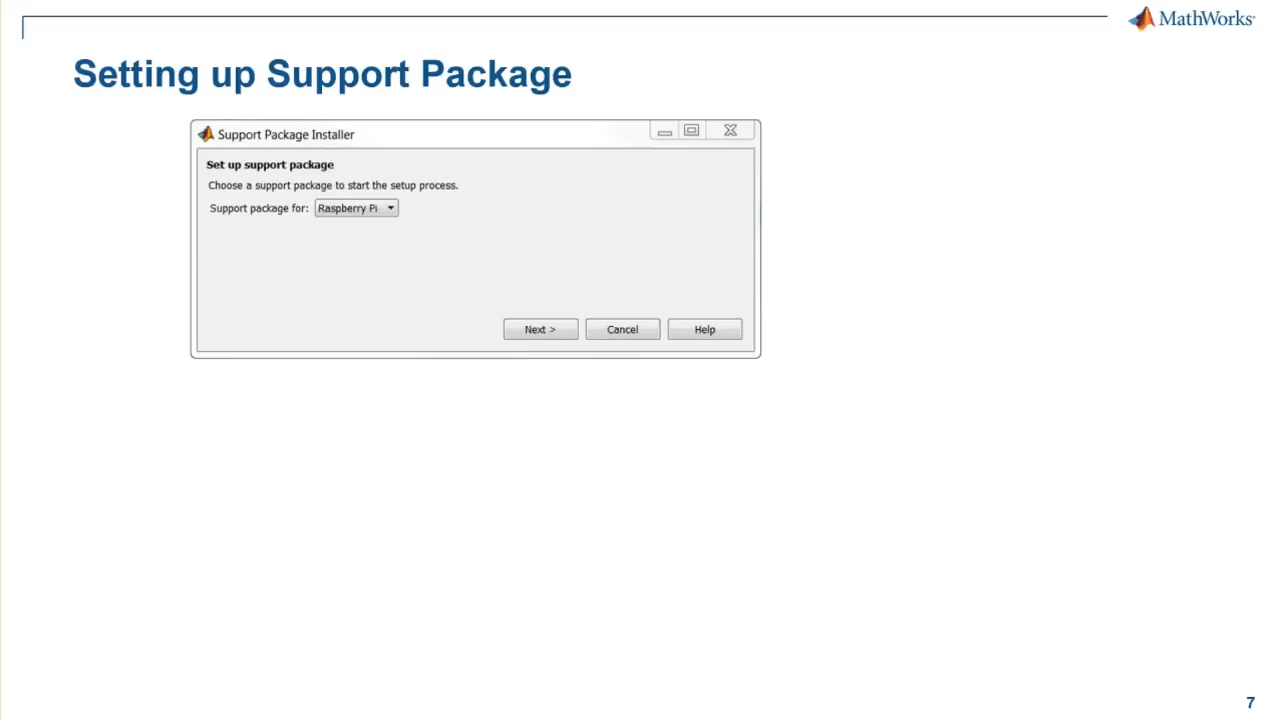 MathWorks®
Setting up Support Package
Support Package Installer
Set up support package
Choose a support package to start the setup process.
Support package for: Raspberry Pi
Next >
Cancel
Help
7